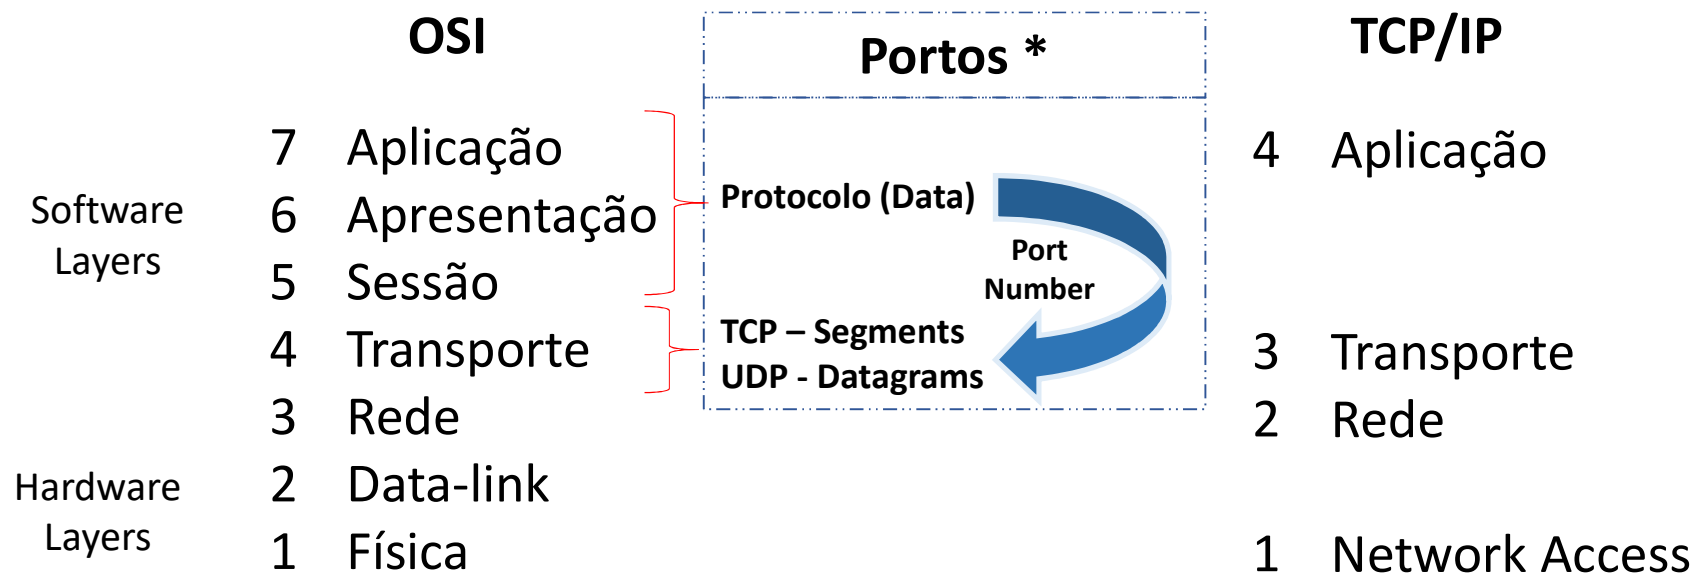 OSI
Portos *
TCP/IP
7 Aplicação
4 Aplicação
Software
Layers
6 Apresentação
Protocolo (Data)
5 Sessão
Port
Number
4 Transporte
TCP – Segments
UDP - Datagrams
3 Transporte
3 Rede
2 Rede
Hardware
Layers
2 Data-link
1 Física
1 Network Access